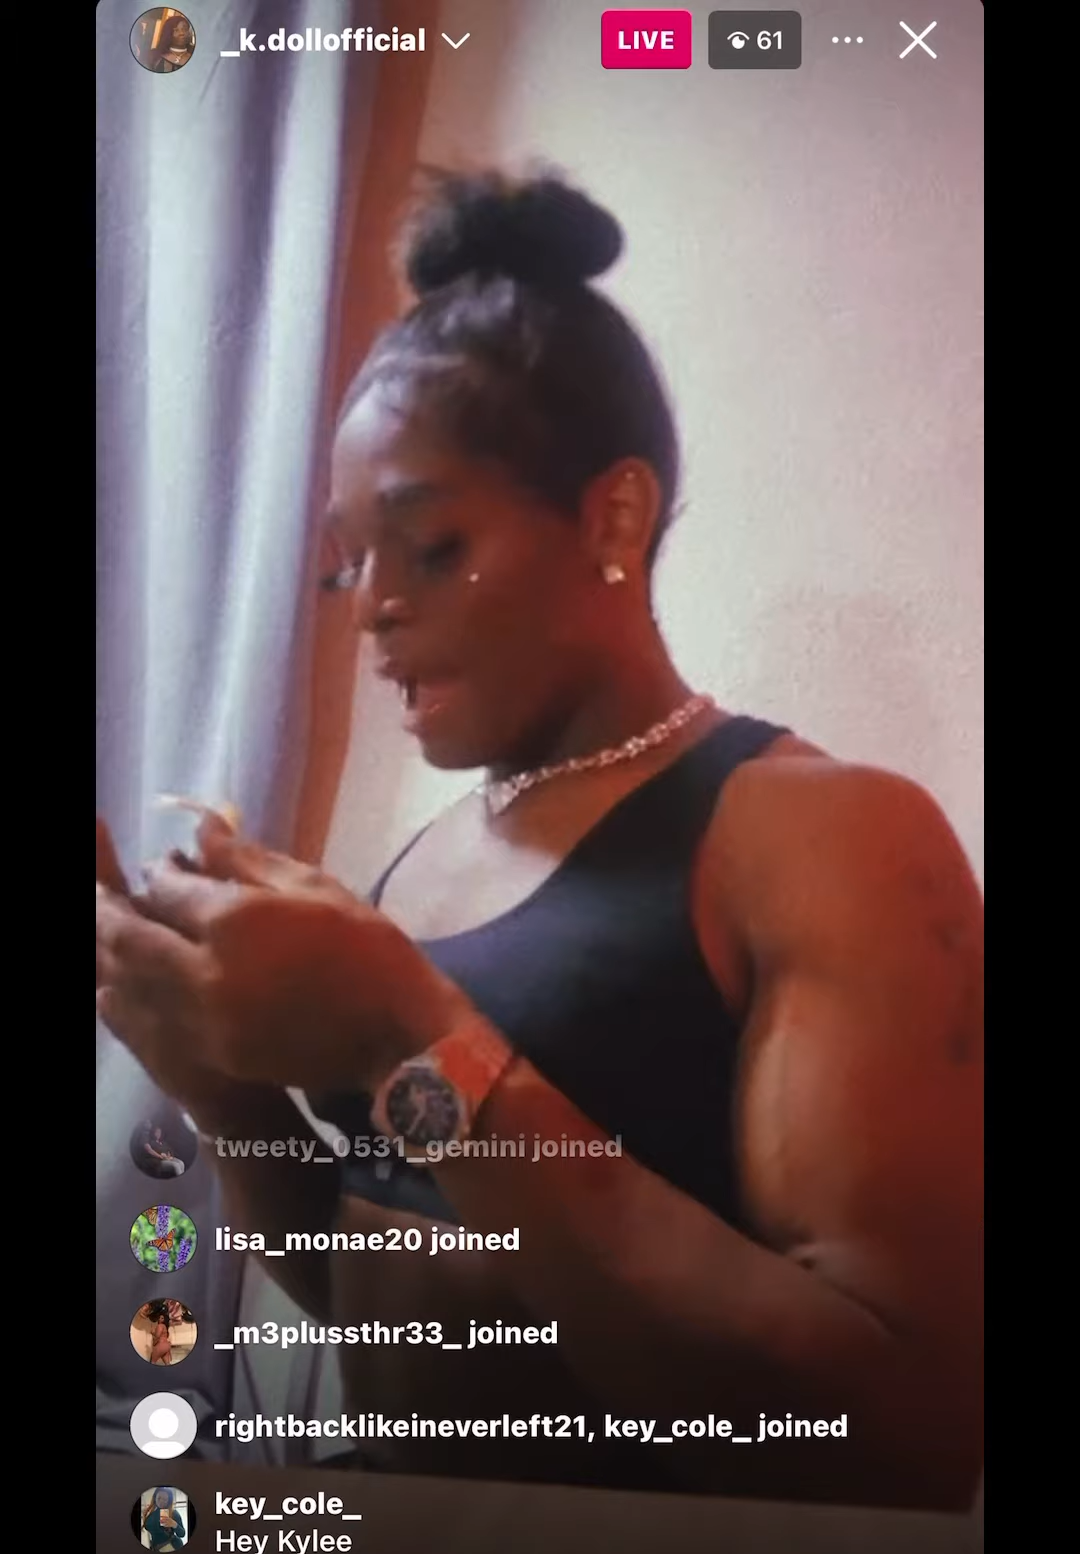 _k.dollofficial
LIVE
61
tweety_0531_gemini joined
lisa_monae20 joined
_m3plussthr33_ joined
rightbacklikeineverleft21, key_cole_ joined
key_cole_
Hey Kylee